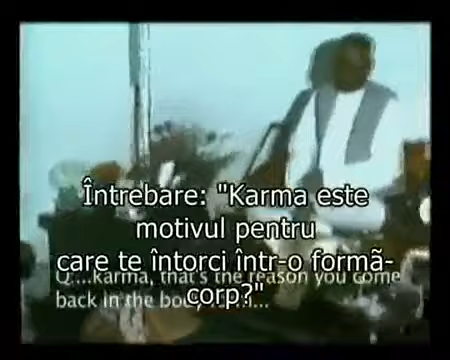 Întrebare: "Karma este
motivul pentru
care te întorci într-o formã-
corp?"
Q:...karma, that's the reason you come
back in the body